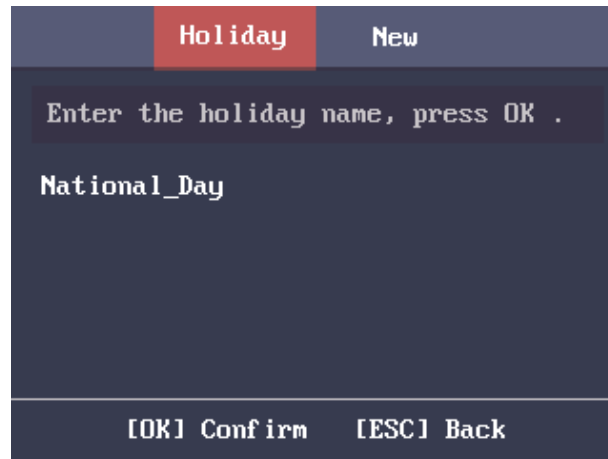 Holiday New
Enter the holiday name, press OK .
National_Day
[OK] Confirm [ESC] Back